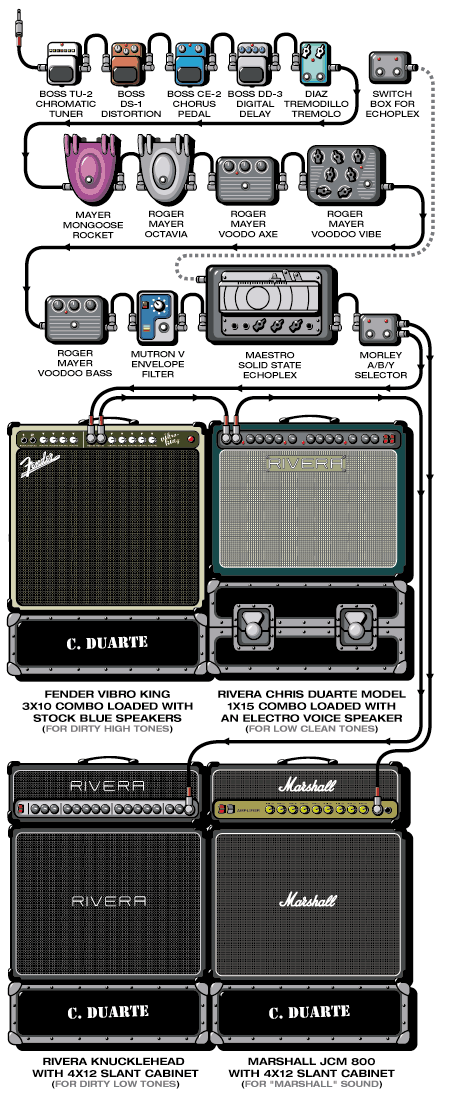 BOSS TU-2
CHROMATIC
TUNER
BOSS
DS-1
DISTORTION
BOSS CE-2
CHORUS
PEDAL
BOSS DD-3
DIGITAL
DELAY
DIAZ
TREMODILLO
TREMOLO
SWITCH
BOX FOR
ECHOPLEX
MAYER
MONGOOSE
ROCKET
ROGER
MAYER
OCTAVIA
ROGER
MAYER
VOODO AXE
ROGER
MAYER
VOODOO VIBE
ROGER
MAYER
VOODOO BASS
MUTRON V
ENVELOPE
FILTER
MAESTRO
SOLID STATE
ECHOPLEX
MORLEY
A/B/Y
SELECTOR
Vibro-King
Fender
RIVERA
C. DUARTE
FENDER VIBRO KING
3X10 COMBO LOADED WITH
STOCK BLUE SPEAKERS
(FOR DIRTY HIGH TONES)
RIVERA CHRIS DUARTE MODEL
1X15 COMBO LOADED WITH
AN ELECTRO VOICE SPEAKER
(FOR LOW CLEAN TONES)
RIVERA
Marshall
RIVERA
Marshall
C. DUARTE
C. DUARTE
RIVERA KNUCKLEHEAD
WITH 4X12 SLANT CABINET
(FOR DIRTY LOW TONES)
MARSHALL JCM 800
WITH 4X12 SLANT CABINET
(FOR "MARSHALL" SOUND)